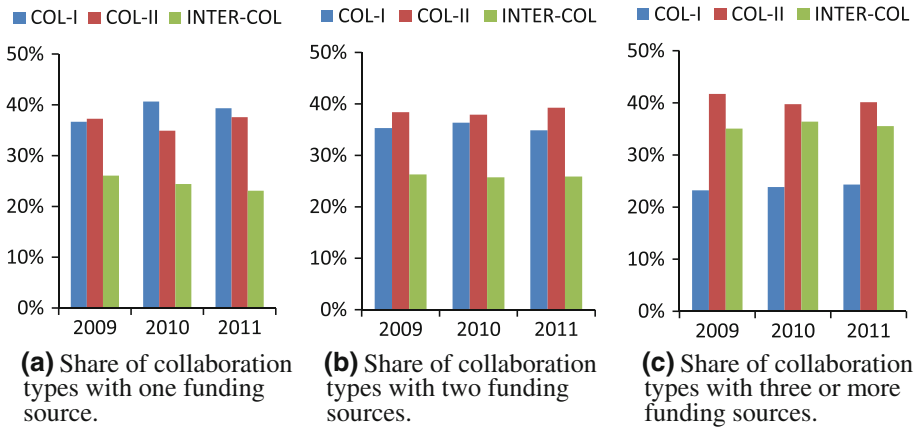 COL-I COL-II INTER-COL
50%
40%
30%
20%
10%
0%
2009 2010 2011
(a) Share of collaboration
types with one funding
source.
COL-I COL-II INTER-COL
50%
40%
30%
20%
10%
0%
2009 2010 2011
(b) Share of collaboration
types with two funding
sources.
COL-I COL-II INTER-COL
50%
40%
30%
20%
10%
0%
2009 2010 2011
(c) Share of collaboration
types with three or more
funding sources.